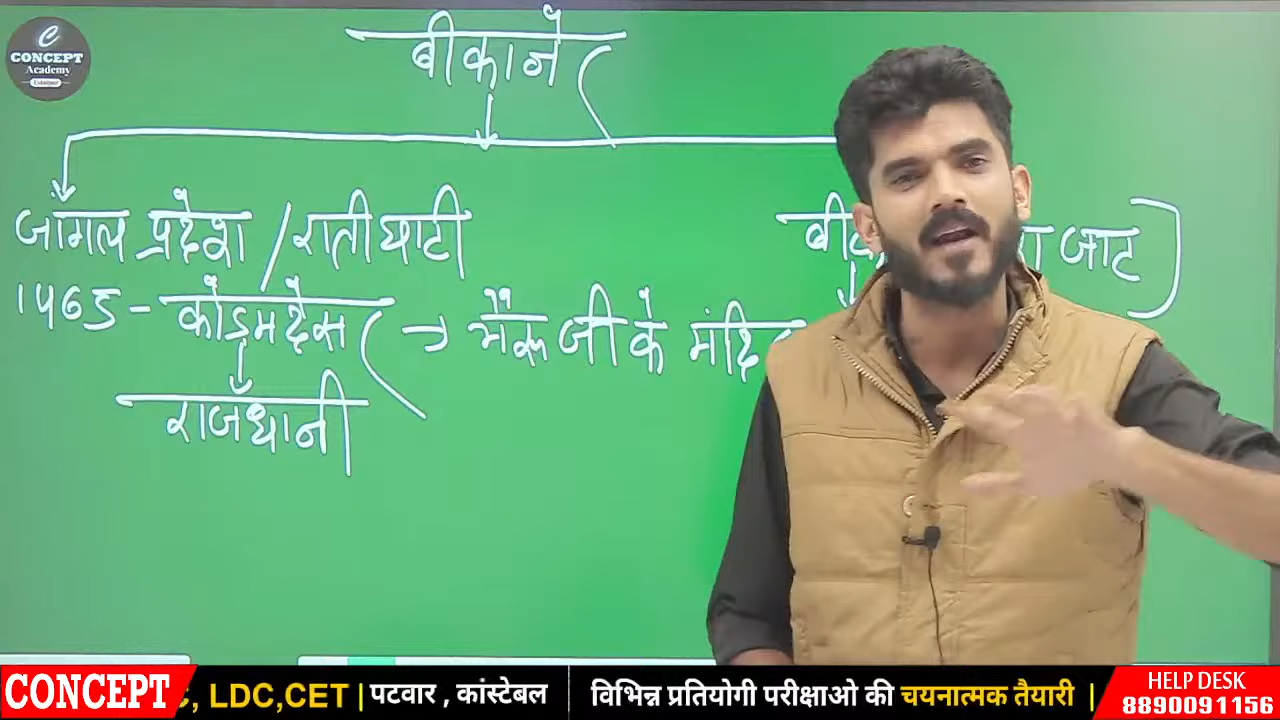 e
CONCEPT
Academy
बीकानेर
जांगल प्रदेश / रातीघाटी
जाट
1465 - कोडमदेस → भैरू जी के
राजधानी
CONCEPT
, LDC,CET | पटवार , कांस्टेबल
विभिन्न प्रतियोगी परीक्षाओ की चयनात्मक तैयारी |
HELP DESK
8890091156